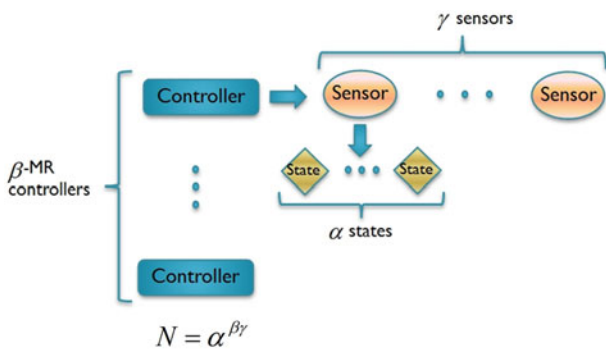 γ sensors
Controller
Sensor
Sensor
β-MR
controllers
State
State
α states
Controller
N = α^{βγ}